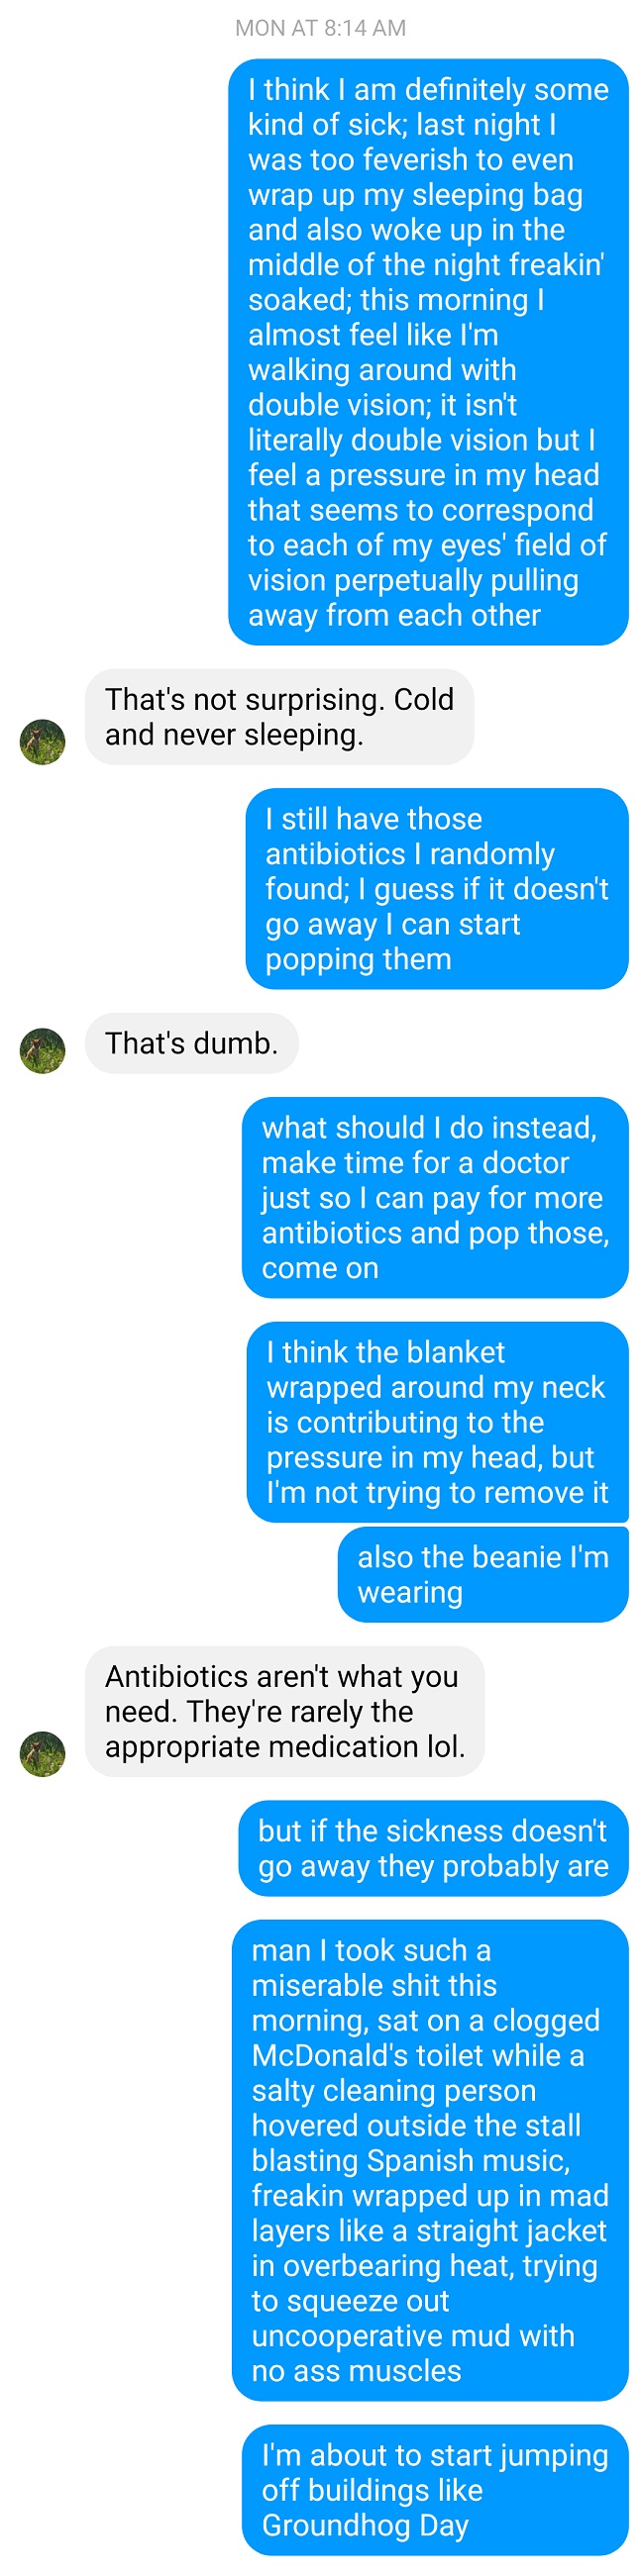 MON AT 8:14 AM
I think I am definitely some
kind of sick; last night I
was too feverish to even
wrap up my sleeping bag
and also woke up in the
middle of the night freakin'
soaked; this morning I
almost feel like I'm
walking around with
double vision; it isn't
literally double vision but I
feel a pressure in my head
that seems to correspond
to each of my eyes' field of
vision perpetually pulling
away from each other
That's not surprising. Cold
and never sleeping.
I still have those
antibiotics I randomly
found; I guess if it doesn't
go away I can start
popping them
That's dumb.
what should I do instead,
make time for a doctor
just so I can pay for more
antibiotics and pop those,
come on
I think the blanket
wrapped around my neck
is contributing to the
pressure in my head, but
I'm not trying to remove it
also the beanie I'm
wearing
Antibiotics aren't what you
need. They're rarely the
appropriate medication lol.
but if the sickness doesn't
go away they probably are
man I took such a
miserable shit this
morning, sat on a clogged
McDonald's toilet while a
salty cleaning person
hovered outside the stall
blasting Spanish music,
freakin wrapped up in mad
layers like a straight jacket
in overbearing heat, trying
to squeeze out
uncooperative mud with
no ass muscles
I'm about to start jumping
off buildings like
Groundhog Day